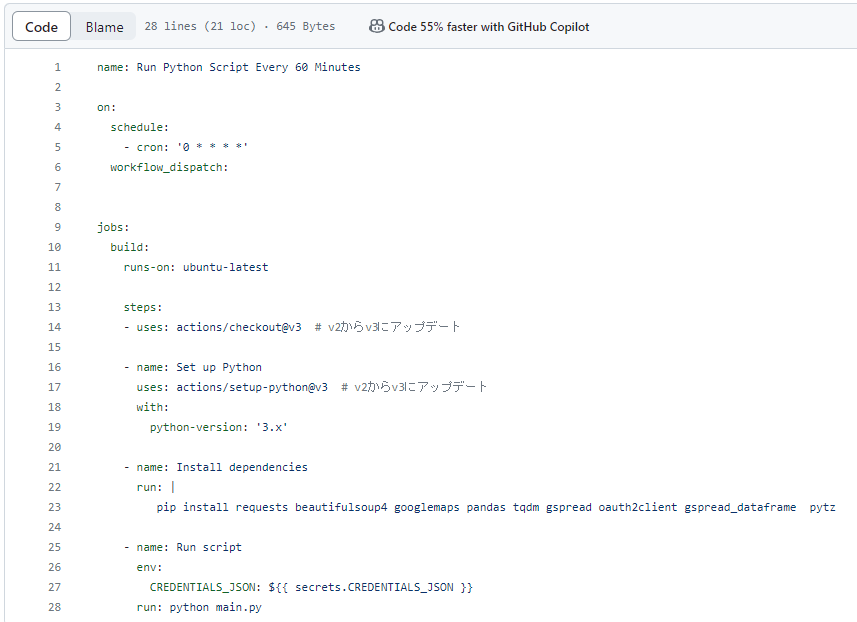 Code Blame 28 lines (21 loc) · 645 Bytes Code 55% faster with GitHub Copilot
1 name: Run Python Script Every 60 Minutes
2
3 on:
4 schedule:
5 - cron: '0 * * * *'
6 workflow_dispatch:
7
8
9 jobs:
10 build:
11 runs-on: ubuntu-latest
12
13 steps:
14 - uses: actions/checkout@v3 # v2からv3にアップデート
15
16 - name: Set up Python
17 uses: actions/setup-python@v3 # v2からv3にアップデート
18 with:
19 python-version: '3.x'
20
21 - name: Install dependencies
22 run: |
23 pip install requests beautifulsoup4 googlemaps pandas tqdm gspread oauth2client gspread_dataframe pytz
24
25 - name: Run script
26 env:
27 CREDENTIALS_JSON: ${{ secrets.CREDENTIALS_JSON }}
28 run: python main.py